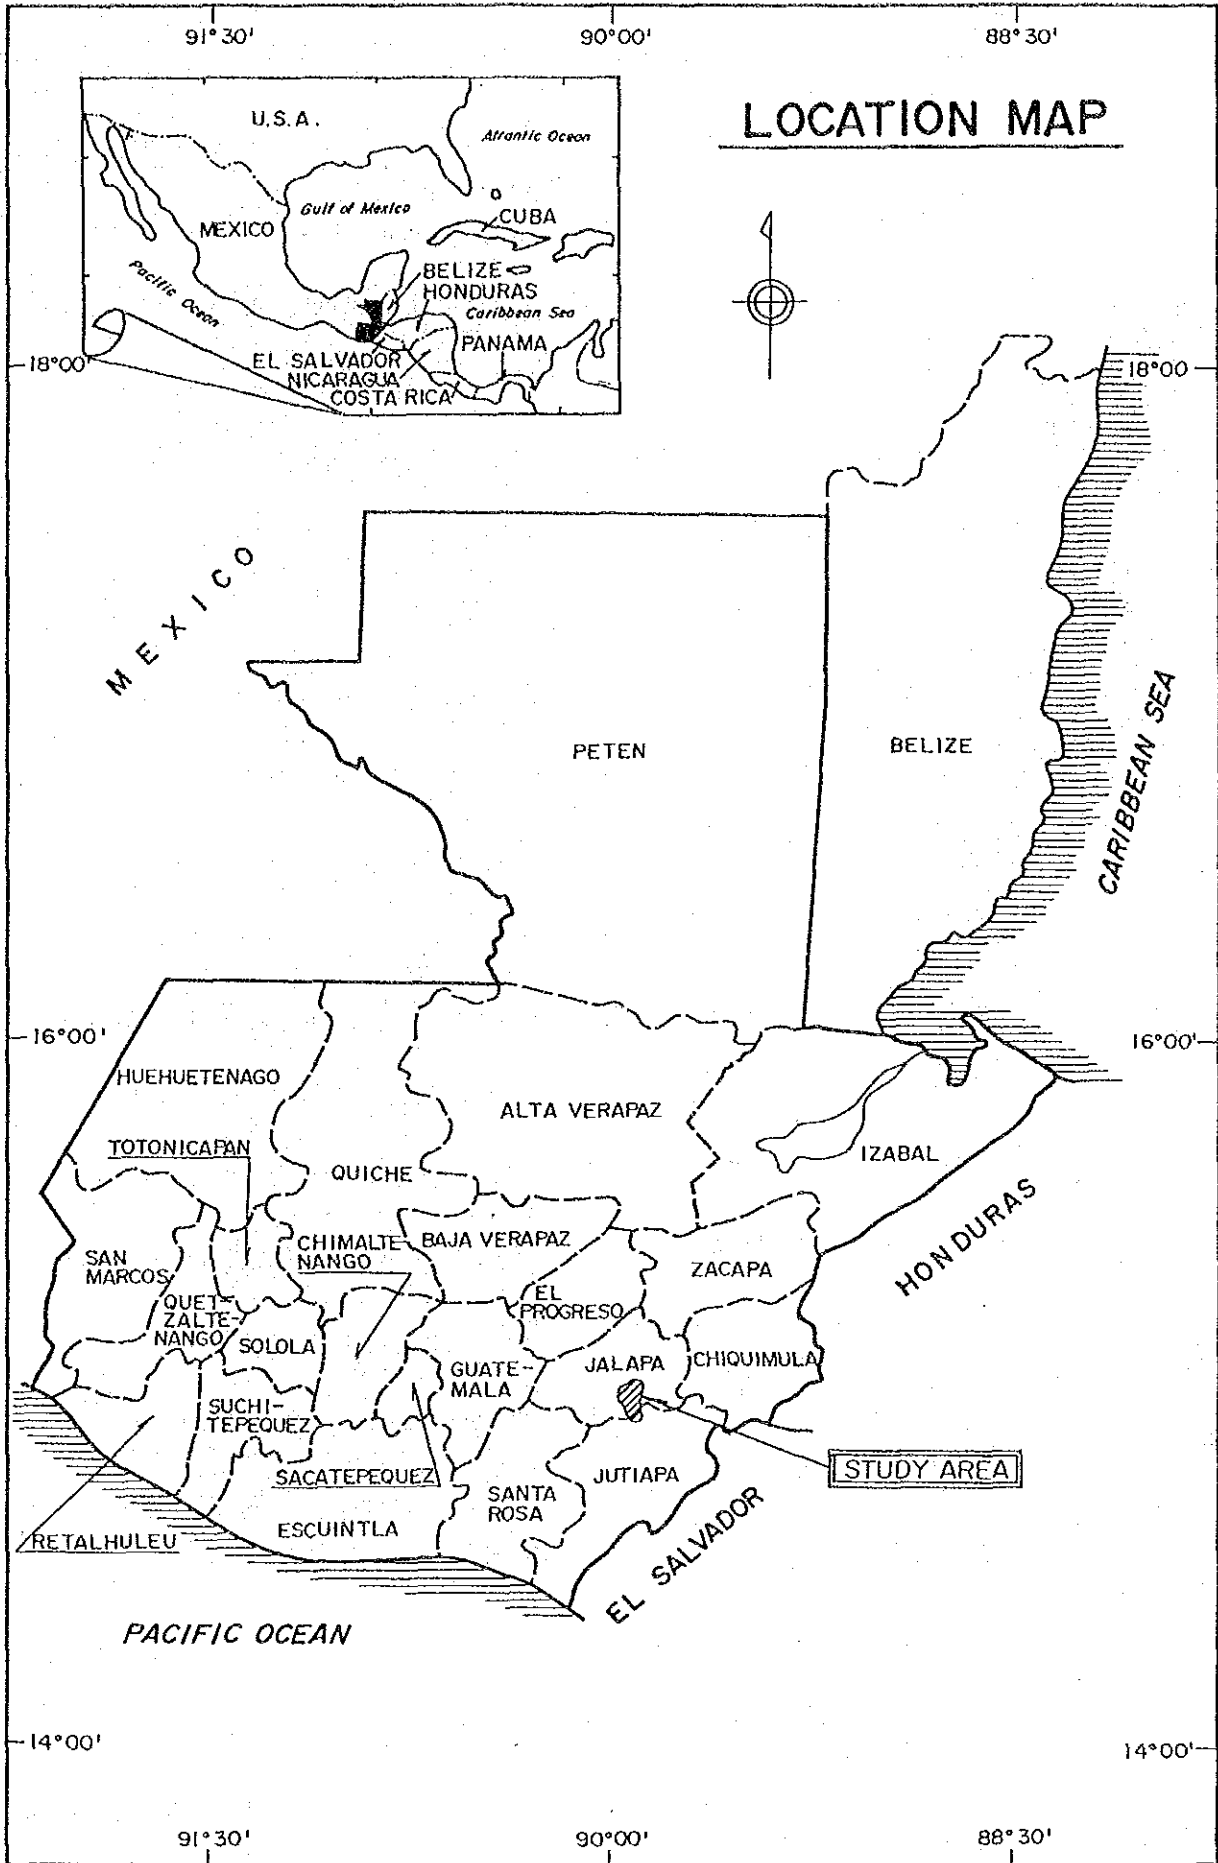 91°30'
90°00'
88°30'
LOCATION MAP
U.S.A.
Atlantic Ocean
Gulf of Mexico
MEXICO
CUBA
Pacific Ocean
BELIZE
HONDURAS
Caribbean Sea
EL SALVADOR
PANAMA
NICARAGUA
COSTA RICA
18°00'
18°00
MEXICO
PETEN
BELIZE
CARIBBEAN SEA
16°00'
16°00'
HUEHUETENAGO
ALTA VERAPAZ
TOTONICAPAN
QUICHE
IZABAL
HONDURAS
SAN
MARCOS
CHIMALTE-
NANGO
BAJA VERAPAZ
ZACAPA
QUET-
ZALTE-
NANGO
EL
PROGRESO
SOLOLA
GUATE-
MALA
JALAPA
CHIQUIMULA
SUCHI-
TEPEQUEZ
SACATEPEQUEZ
JUTIAPA
STUDY AREA
SANTA
ROSA
ESCUINTLA
RETALHULEU
EL SALVADOR
PACIFIC OCEAN
14°00'
14°00'
91°30'
90°00'
88°30'